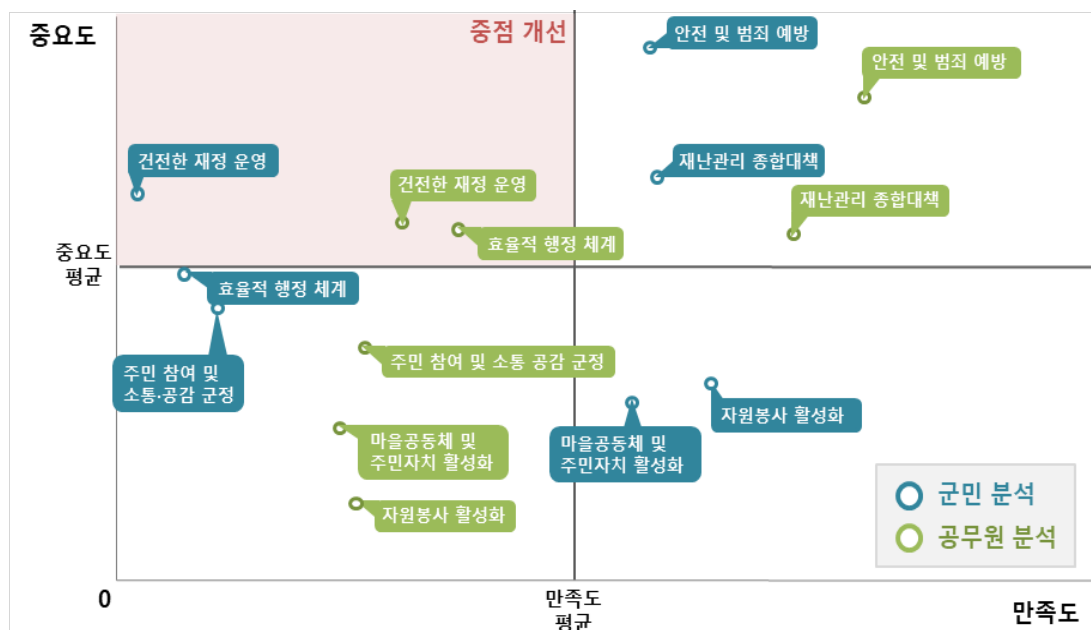 중요도
중점 개선
안전 및 범죄 예방
안전 및 범죄 예방
건전한 재정 운영
재난관리 종합대책
건전한 재정 운영
재난관리 종합대책
효율적 행정 체계
중요도
평균
효율적 행정 체계
주민 참여 및
소통·공감 군정
주민 참여 및 소통 공감 군정
자원봉사 활성화
마을공동체 및
주민자치 활성화
마을공동체 및
주민자치 활성화
자원봉사 활성화
군민 분석
공무원 분석
0
만족도
평균
만족도